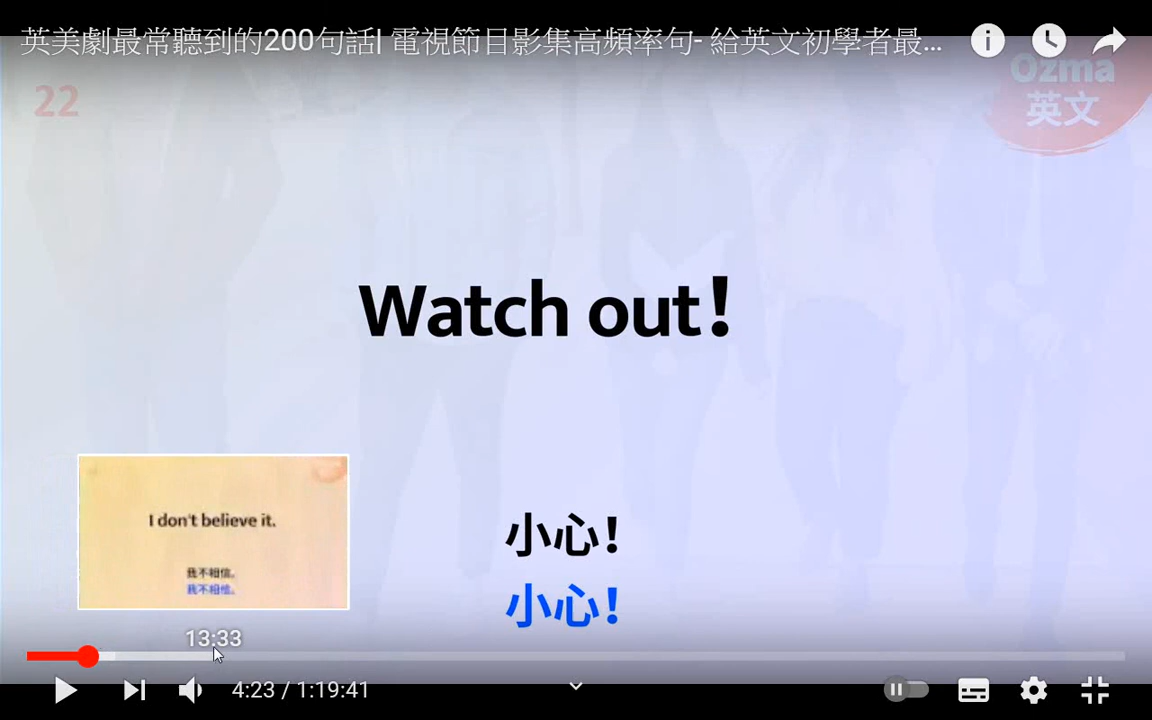 英美劇最常聽到的200句話| 電視節目影集高頻率句- 給英文初學者最...
Ozma
英文
22
Watch out!
小心!
小心!
I don't believe it.
我不相信。
我不相信。
13:33
4:23 / 1:19:41